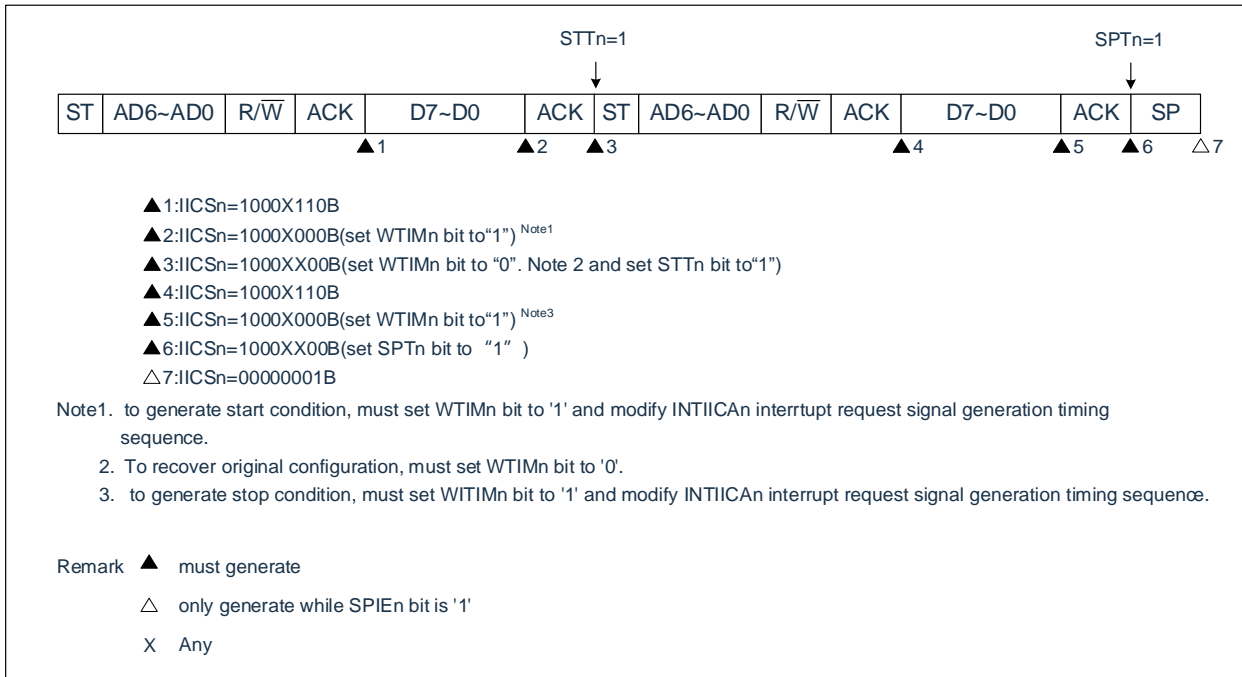 STTn=1 SPTn=1
ST AD6~AD0 R/W ACK D7~D0 ACK ST AD6~AD0 R/W ACK D7~D0 ACK SP
▲1 ▲2 ▲3 ▲4 ▲5 ▲6 △7
▲1:IICSn=1000X110B
▲2:IICSn=1000X000B(set WTIMn bit to“1”) Note1
▲3:IICSn=1000XX00B(set WTIMn bit to “0”. Note 2 and set STTn bit to“1”)
▲4:IICSn=1000X110B
▲5:IICSn=1000X000B(set WTIMn bit to“1”) Note3
▲6:IICSn=1000XX00B(set SPTn bit to “1” )
△7:IICSn=00000001B
Note1. to generate start condition, must set WTIMn bit to '1' and modify INTIICAn interrtupt request signal generation timing
sequence.
2. To recover original configuration, must set WTIMn bit to '0'.
3. to generate stop condition, must set WITIMn bit to '1' and modify INTIICAn interrupt request signal generation timing sequence.
Remark ▲ must generate
△ only generate while SPIEn bit is '1'
X Any